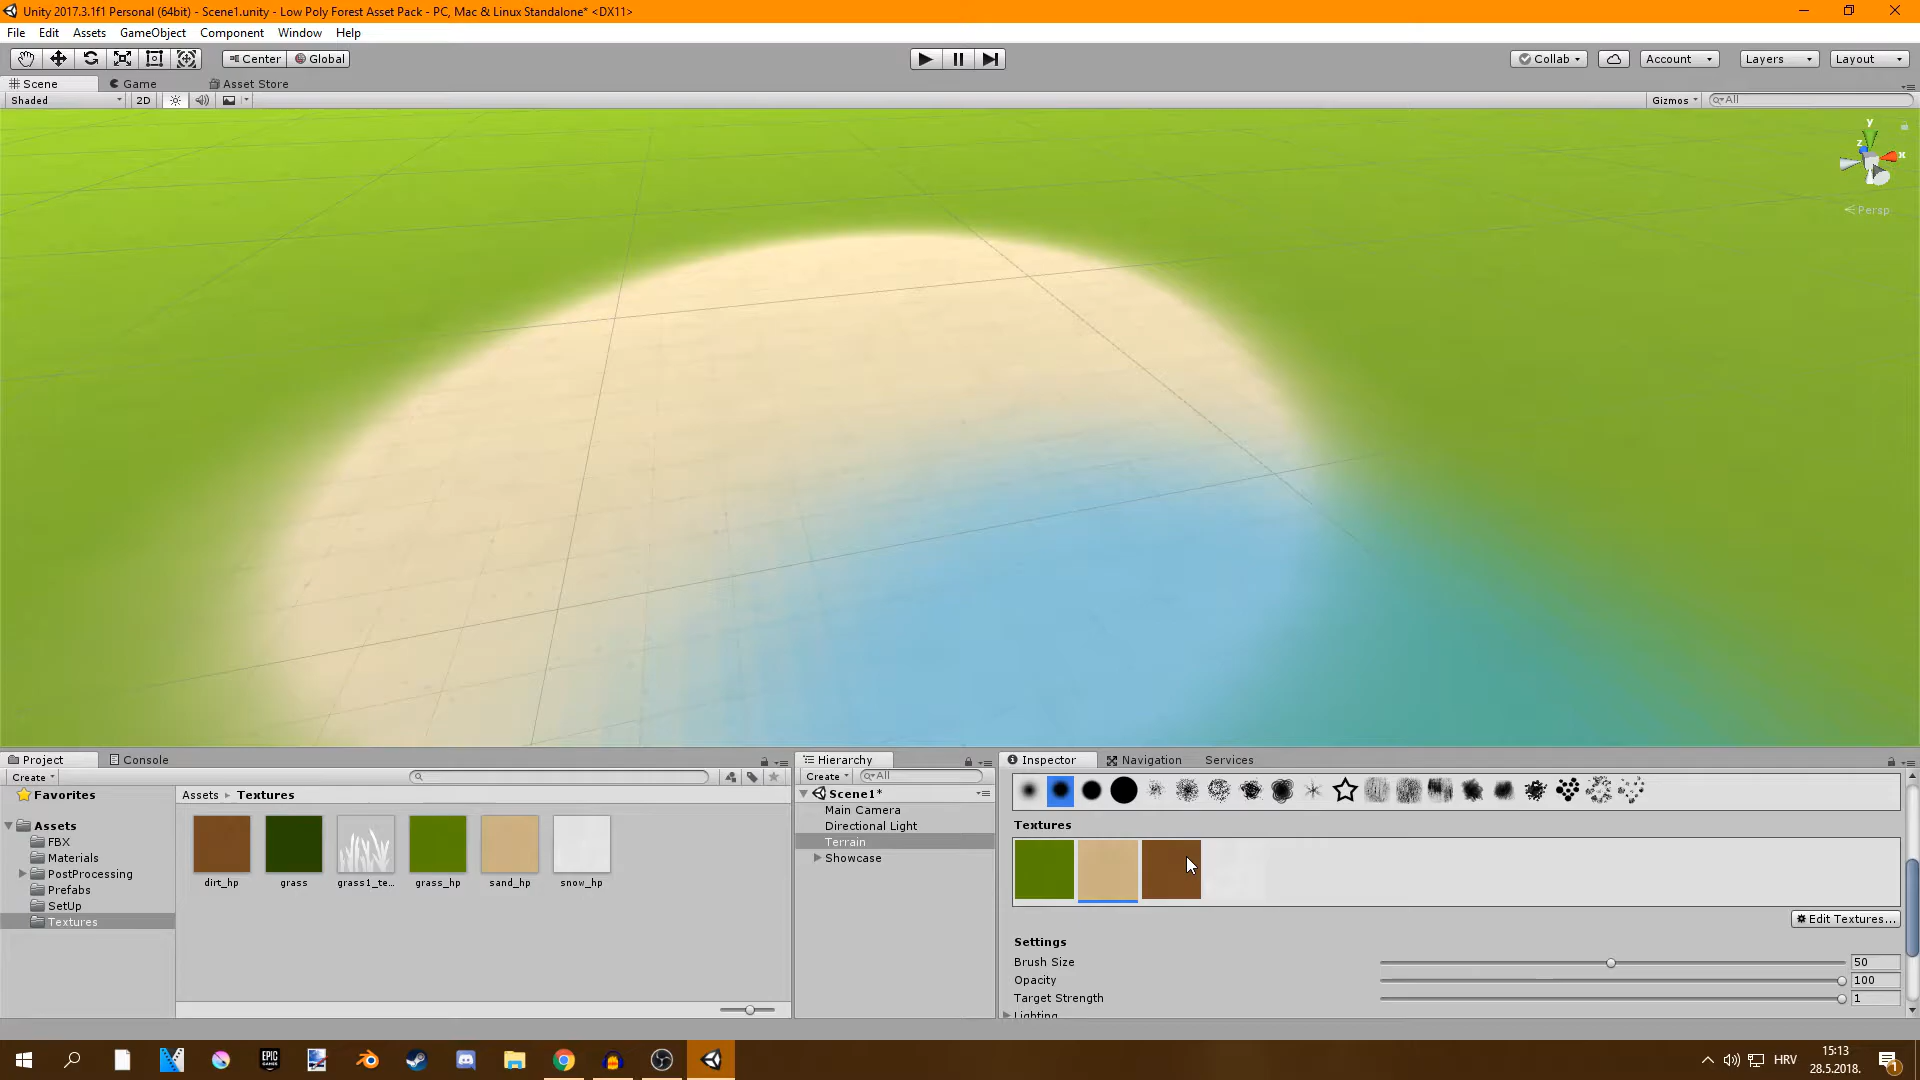 Unity 2017.3.1f1 Personal (64bit) - Scene1.unity - Low Poly Forest Asset Pack - PC, Mac & Linux Standalone* <DX11>
File Edit Assets GameObject Component Window Help
Center Global Collab Account Layers Layout
Scene Game Asset Store
Shaded 2D Gizmos All
y
z x
Persp
Project Console
Create
Favorites
Assets
FBX
Materials
PostProcessing
Prefabs
SetUp
Textures
Assets Textures
dirt_hp grass grass1_te... grass_hp sand_hp snow_hp
Hierarchy
Create All
Scene1*
Main Camera
Directional Light
Terrain
Showcase
Inspector Navigation Services
Textures
Edit Textures...
Settings
Brush Size 50
Opacity 100
Target Strength 1
Lighting
EPIC GAMES
HRV
15:13
28.5.2018.
1